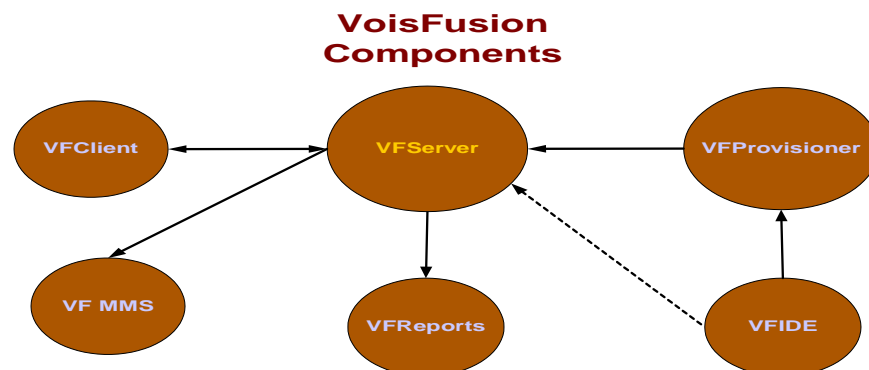 VoisFusion
Components
VFClient
VFServer
VFProvisioner
VF MMS
VFReports
VFIDE